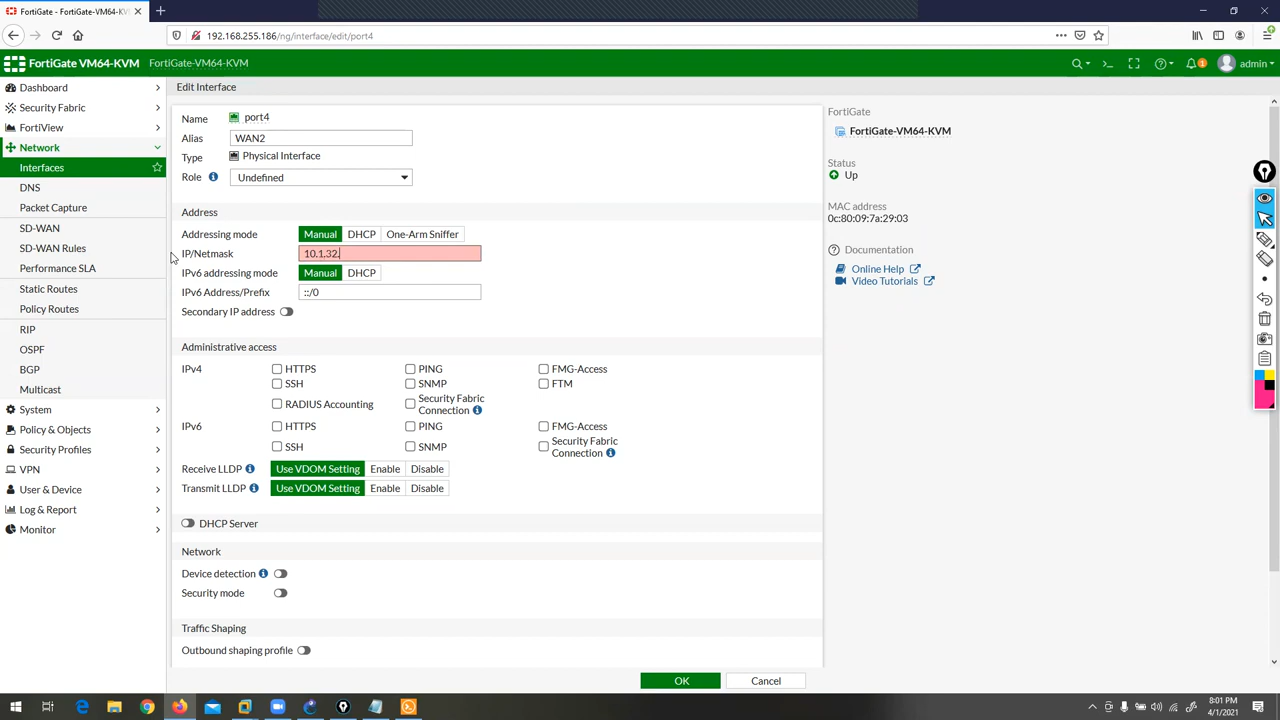 FortiGate - FortiGate-VM64-KV
192.168.255.186/ng/interface/edit/port4
FortiGate VM64-KVM FortiGate-VM64-KVM
1 admin
Dashboard
Security Fabric
FortiView
Network
Interfaces
DNS
Packet Capture
SD-WAN
SD-WAN Rules
Performance SLA
Static Routes
Policy Routes
RIP
OSPF
BGP
Multicast
System
Policy & Objects
Security Profiles
VPN
User & Device
Log & Report
Monitor
Edit Interface
Name port4
Alias WAN2
Type Physical Interface
Role Undefined
Address
Addressing mode Manual DHCP One-Arm Sniffer
IP/Netmask 10.1.32.
IPv6 addressing mode Manual DHCP
IPv6 Address/Prefix ::/0
Secondary IP address
Administrative access
IPv4 HTTPS PING FMG-Access
SSH SNMP FTM
RADIUS Accounting Security Fabric
Connection
IPv6 HTTPS PING FMG-Access
SSH SNMP Security Fabric
Connection
Receive LLDP Use VDOM Setting Enable Disable
Transmit LLDP Use VDOM Setting Enable Disable
DHCP Server
Network
Device detection
Security mode
Traffic Shaping
Outbound shaping profile
OK Cancel
FortiGate
FortiGate-VM64-KVM
Status
Up
MAC address
0c:80:09:7a:29:03
Documentation
Online Help
Video Tutorials
8:01 PM
4/1/2021